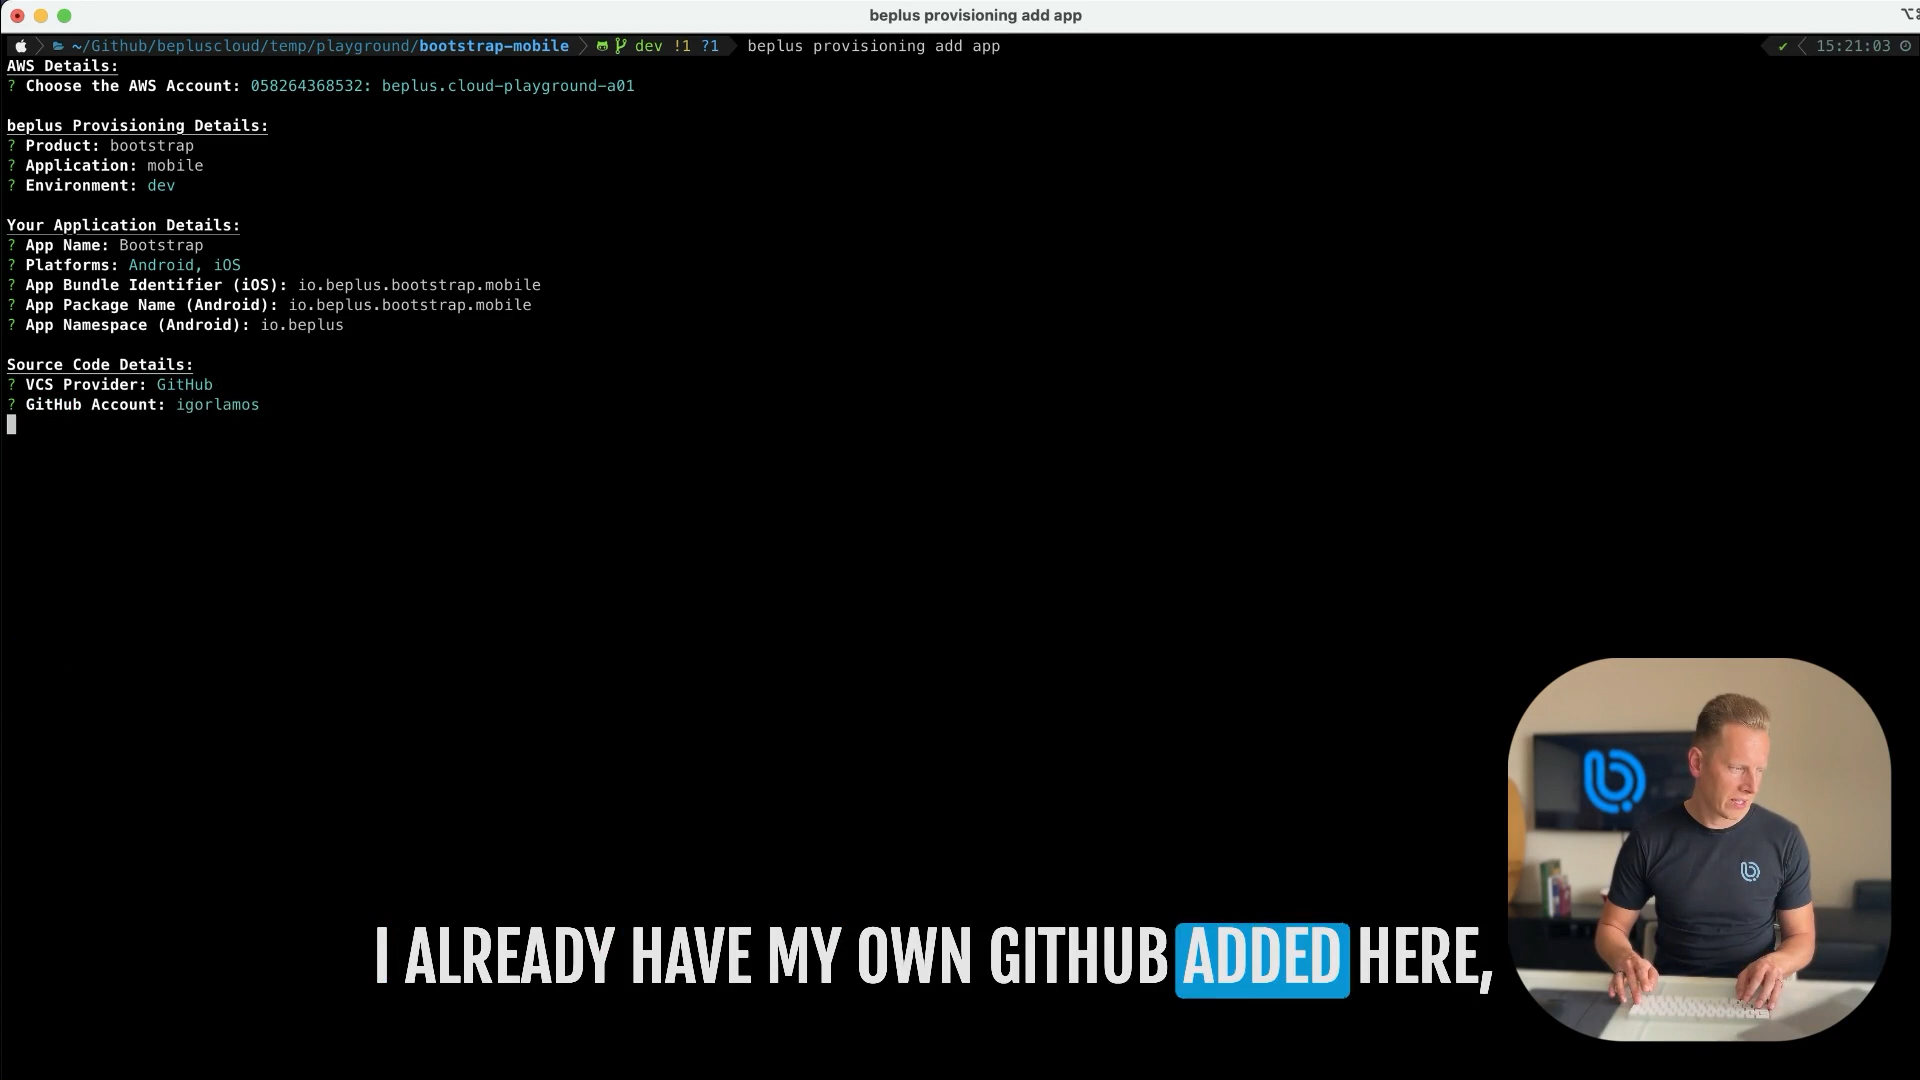 beplus provisioning add app
~/Github/bepluscloud/temp/playground/bootstrap-mobile dev !1 ?1 beplus provisioning add app ✔ 15:21:03
AWS Details:
? Choose the AWS Account: 058264368532: beplus.cloud-playground-a01
beplus Provisioning Details:
? Product: bootstrap
? Application: mobile
? Environment: dev
Your Application Details:
? App Name: Bootstrap
? Platforms: Android, iOS
? App Bundle Identifier (iOS): io.beplus.bootstrap.mobile
? App Package Name (Android): io.beplus.bootstrap.mobile
? App Namespace (Android): io.beplus
Source Code Details:
? VCS Provider: GitHub
? GitHub Account: igorlamos
I ALREADY HAVE MY OWN GITHUB ADDED HERE,